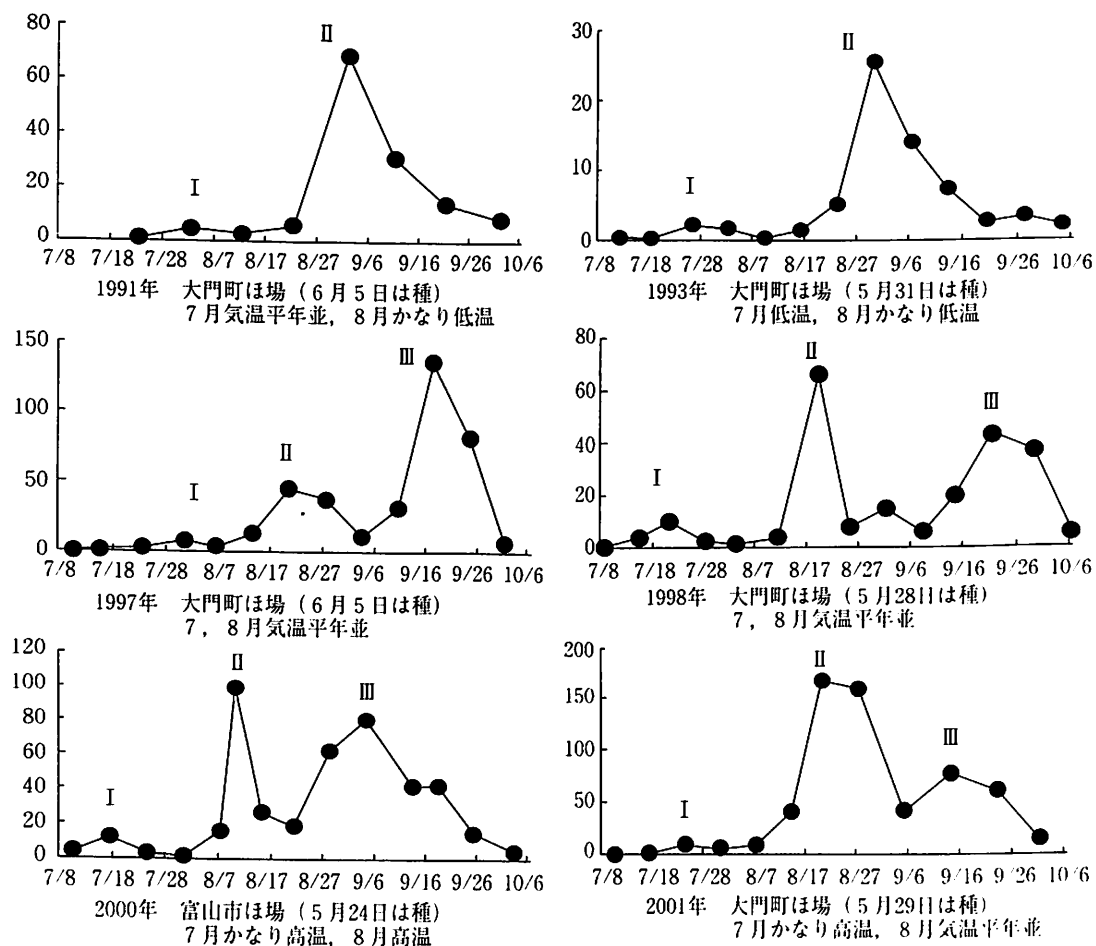 80
60
40
20
0
I
II
7/8 7/18 7/28 8/7 8/17 8/27 9/6 9/16 9/26 10/6
1991年 大門町ほ場(6月5日は種)
7月気温平年並,8月かなり低温
30
20
10
0
I
II
7/8 7/18 7/28 8/7 8/17 8/27 9/6 9/16 9/26 10/6
1993年 大門町ほ場(5月31日は種)
7月低温,8月かなり低温
150
100
50
0
I
II
III
7/8 7/18 7/28 8/7 8/17 8/27 9/6 9/16 9/26 10/6
1997年 大門町ほ場(6月5日は種)
7,8月気温平年並
80
60
40
20
0
I
II
III
7/8 7/18 7/28 8/7 8/17 8/27 9/6 9/16 9/26 10/6
1998年 大門町ほ場(5月28日は種)
7,8月気温平年並
120
100
80
60
40
20
0
I
II
III
7/8 7/18 7/28 8/7 8/17 8/27 9/6 9/16 9/26 10/6
2000年 富山市ほ場(5月24日は種)
7月かなり高温,8月高温
200
150
100
50
0
I
II
III
7/8 7/18 7/28 8/7 8/17 8/27 9/6 9/16 9/26 10/6
2001年 大門町ほ場(5月29日は種)
7月かなり高温,8月気温平年並